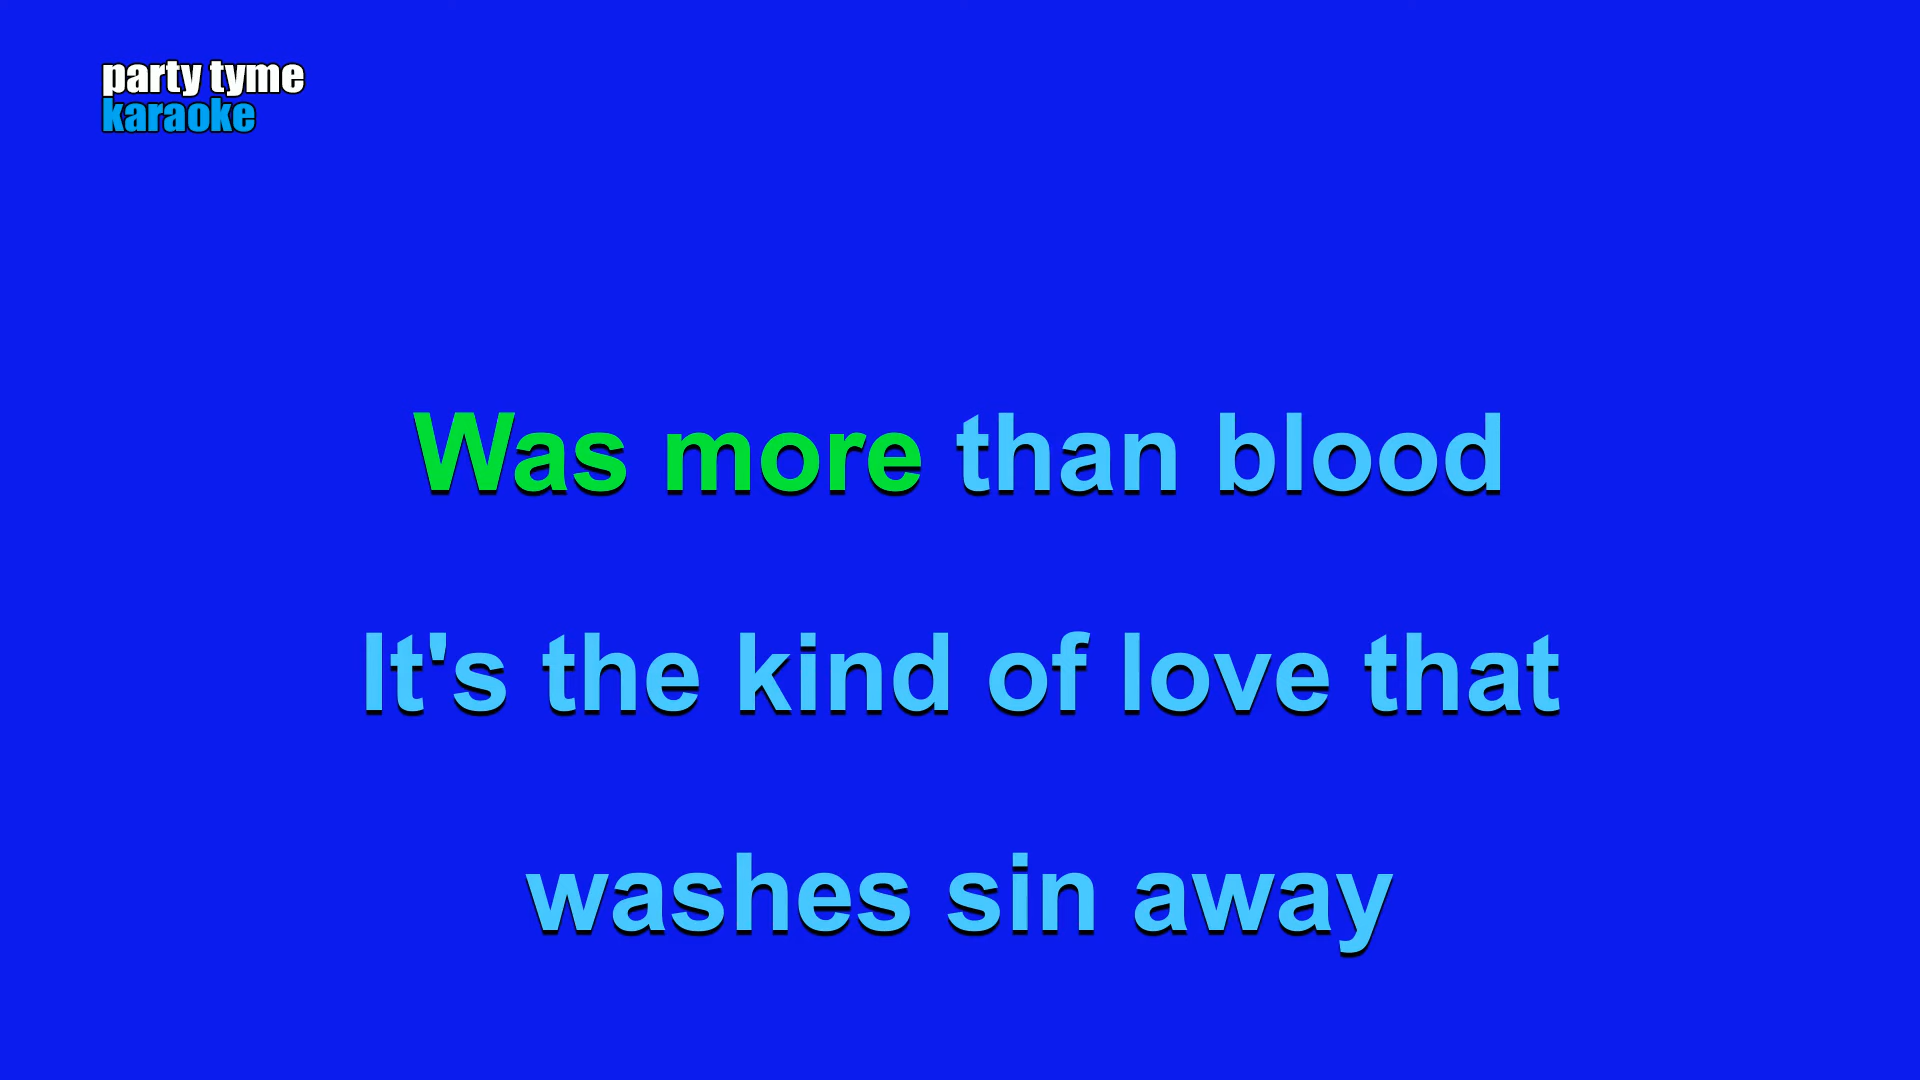 party tyme
karaoke
Was more than blood
It's the kind of love that
washes sin away